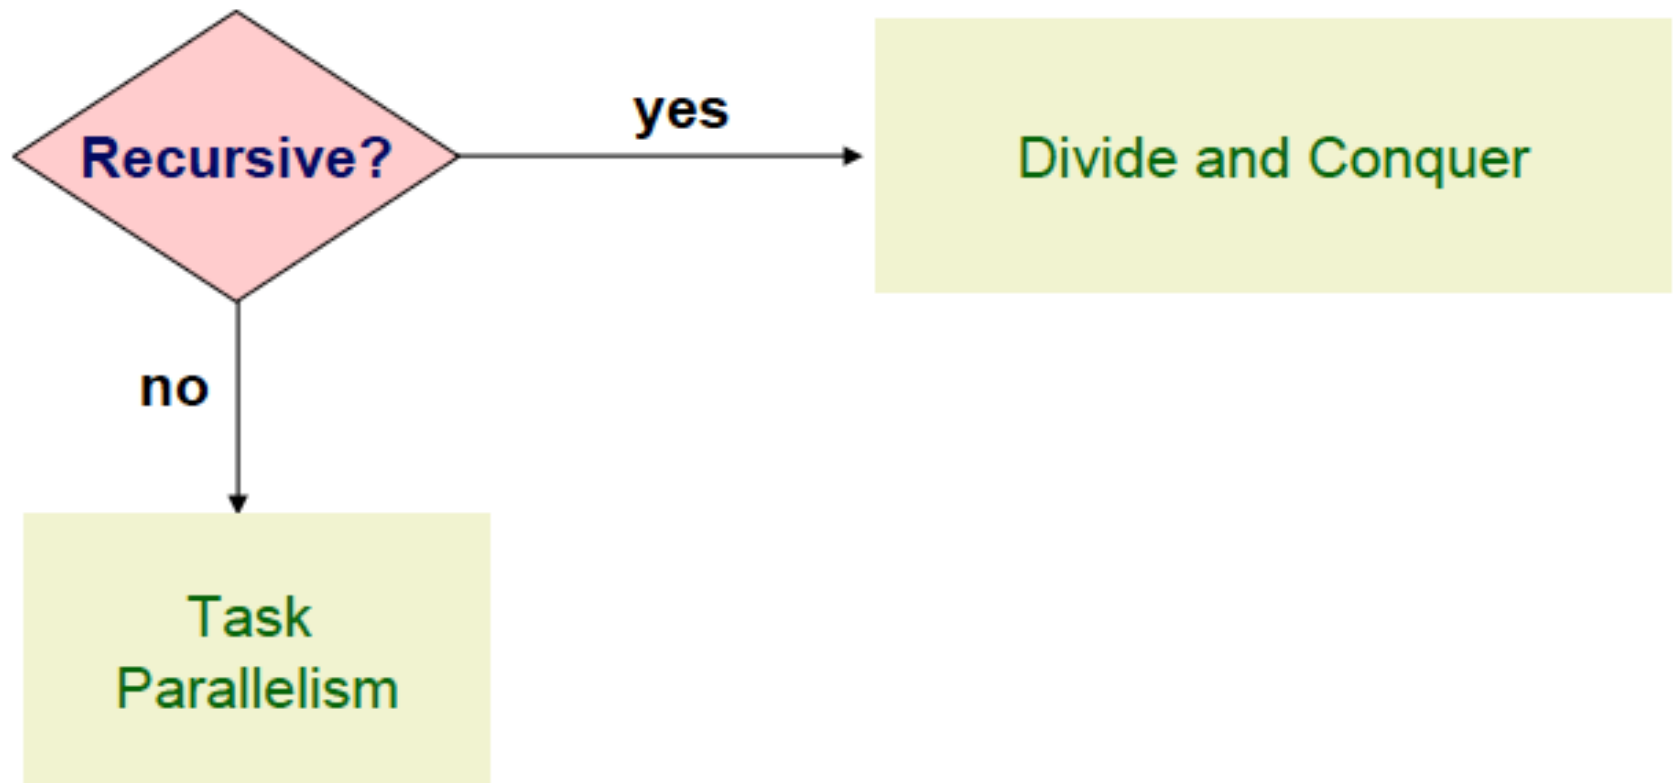 Recursive?
yes
Divide and Conquer
no
Task
Parallelism